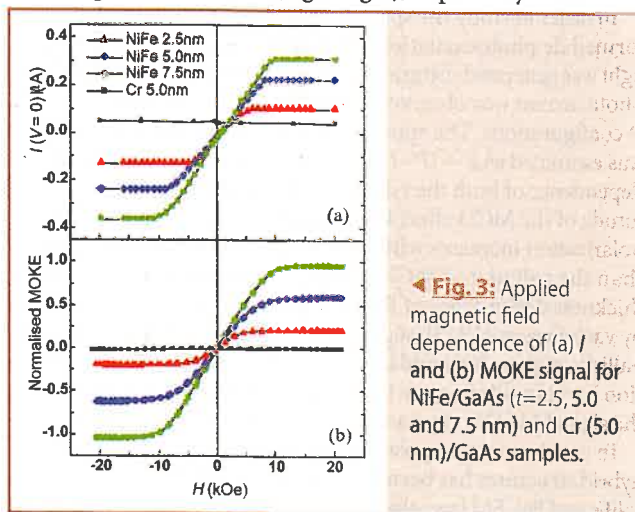 NiFe 2.5nm
NiFe 5.0nm
NiFe 7.5nm
Cr 5.0nm
I (V = 0) (μA)
0.4
0.2
0.0
-0.2
-0.4
(a)
Normalised MOKE
1.0
0.5
0.0
-0.5
-1.0
(b)
-20 -10 0 10 20
H (kOe)
◄ Fig. 3: Applied
magnetic field
dependence of (a) I
and (b) MOKE signal for
NiFe/GaAs (t=2.5, 5.0
and 7.5 nm) and Cr (5.0
nm)/GaAs samples.